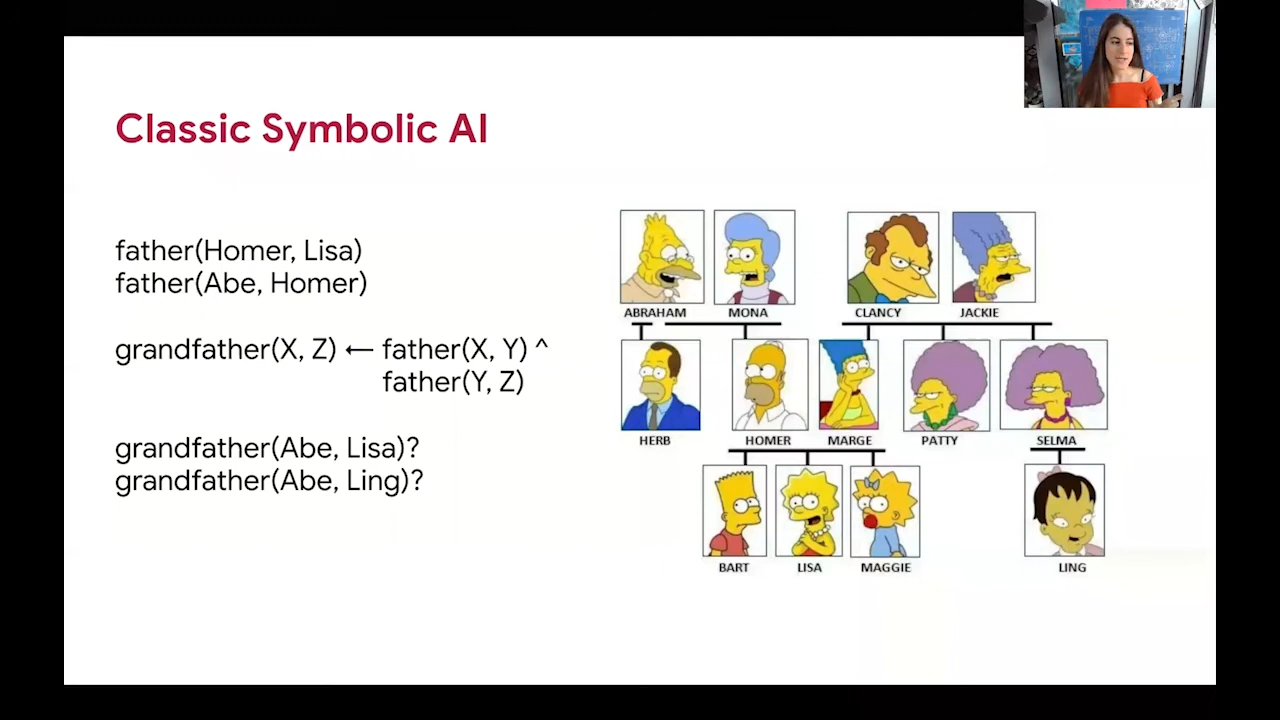 Classic Symbolic AI
father(Homer, Lisa)
father(Abe, Homer)
grandfather(X, Z) ← father(X, Y) ^
father(Y, Z)
grandfather(Abe, Lisa)?
grandfather(Abe, Ling)?
ABRAHAM
MONA
CLANCY
JACKIE
HERB
HOMER
MARGE
PATTY
SELMA
BART
LISA
MAGGIE
LING